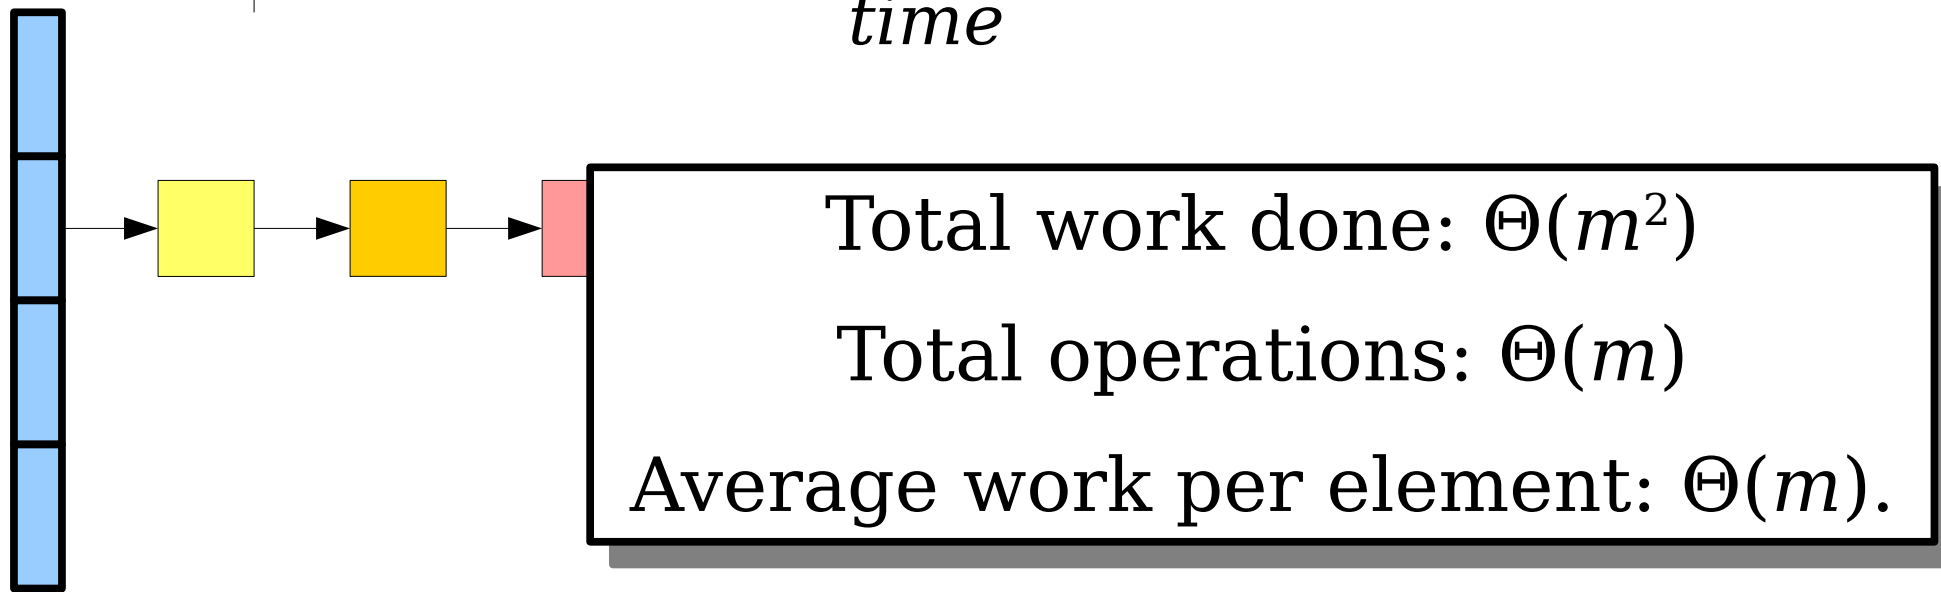 time
Total work done: Θ(m²)
Total operations: Θ(m)
Average work per element: Θ(m).